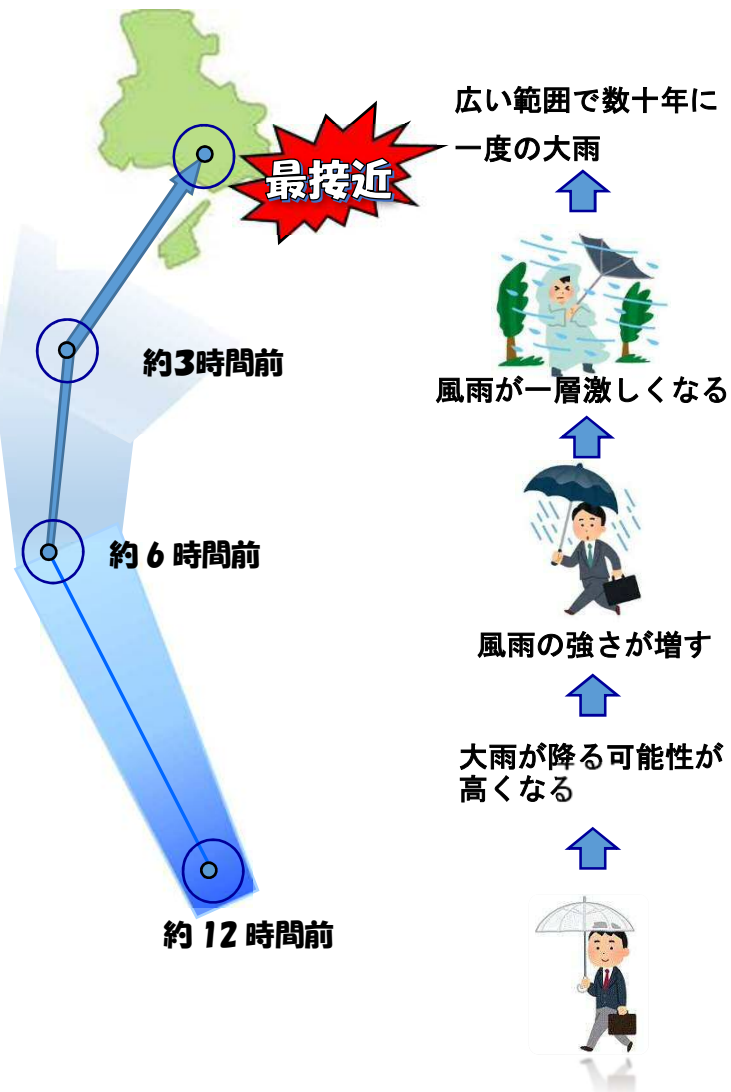 広い範囲で数十年に
一度の大雨
最接近
約3時間前
風雨が一層激しくなる
約6時間前
風雨の強さが増す
大雨が降る可能性が
高くなる
約12時間前